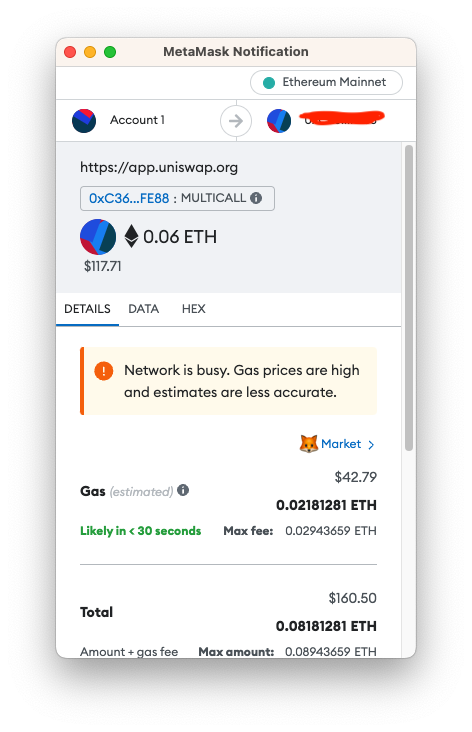 MetaMask Notification
Ethereum Mainnet
Account 1
https://app.uniswap.org
0xC36...FE88 : MULTICALL
0.06 ETH
$117.71
DETAILS DATA HEX
Network is busy. Gas prices are high
and estimates are less accurate.
Market >
$42.79
Gas (estimated)
0.02181281 ETH
Likely in < 30 seconds Max fee: 0.02943659 ETH
$160.50
Total
0.08181281 ETH
Amount + gas fee Max amount: 0.08943659 ETH